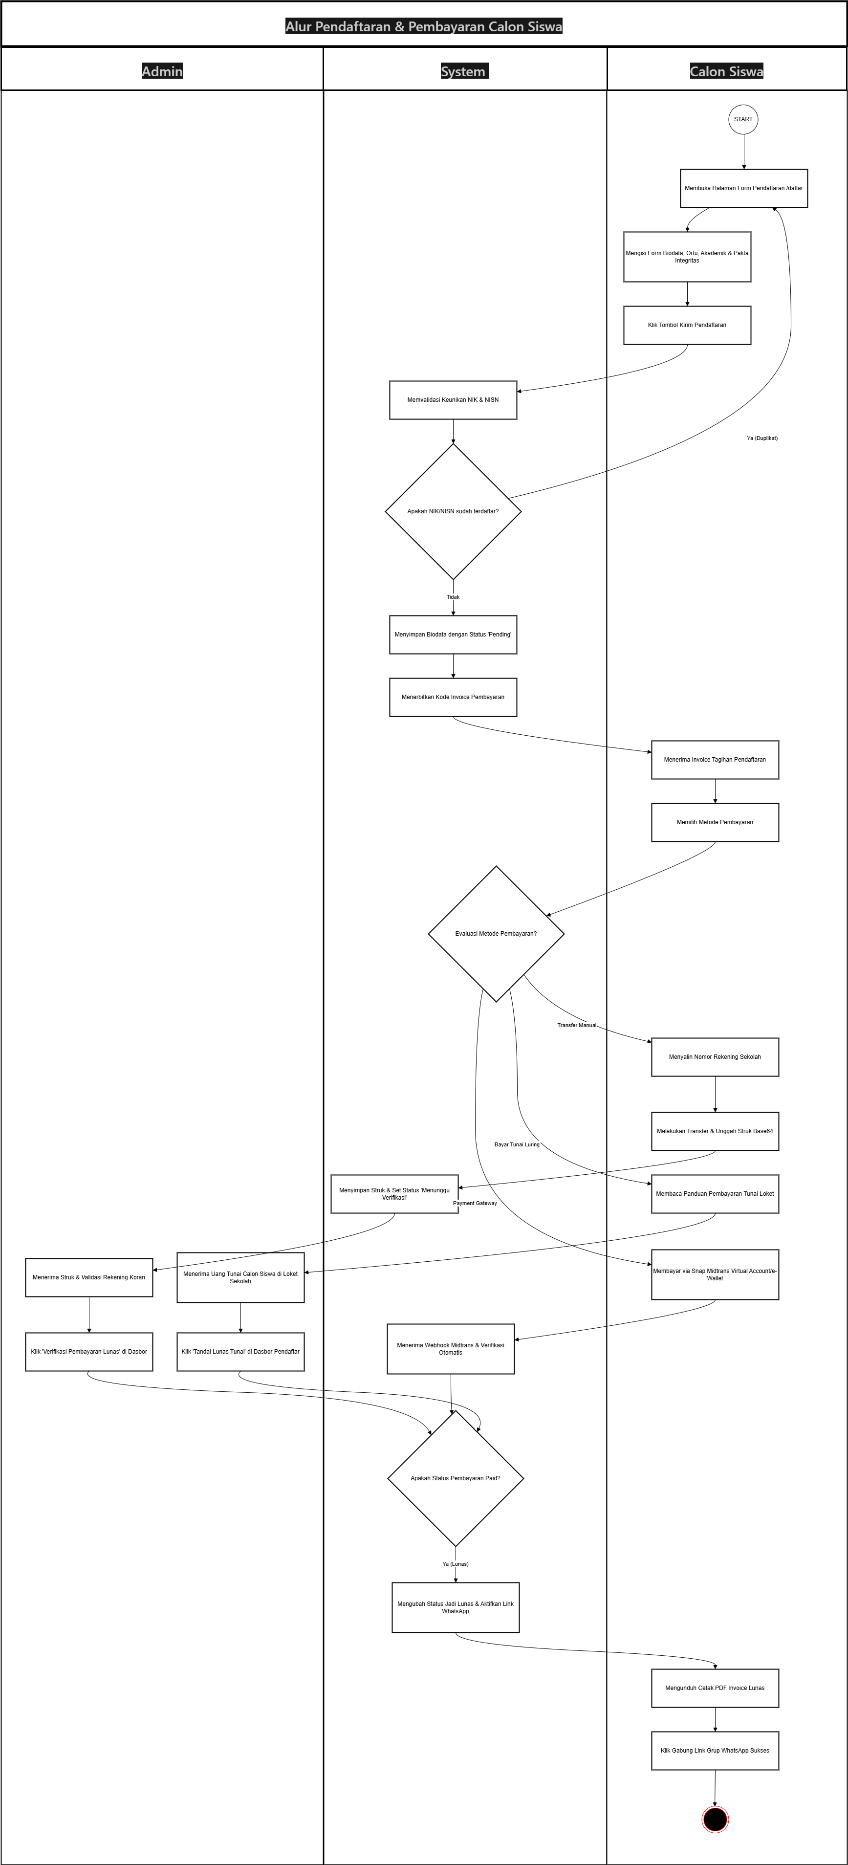 Alur Pendaftaran & Pembayaran Calon Siswa
Admin
System
Calon Siswa
START
Membuka Halaman Form Pendaftaran /daftar
Mengisi Form Biodata, Ortu, Akademik & Pakta
Integritas
Klik Tombol Kirim Pendaftaran
Memvalidasi Keunikan NIK & NISN
Ya (Duplikat)
Apakah NIK/NISN sudah terdaftar?
Tidak
Menyimpan Biodata dengan Status 'Pending'
Menerbitkan Kode Invoice Pembayaran
Menerima Invoice Tagihan Pendaftaran
Memilih Metode Pembayaran
Evaluasi Metode Pembayaran?
Transfer Manual
Menyalin Nomor Rekening Sekolah
Melakukan Transfer & Unggah Struk Base64
Bayar Tunai Luring
Menyimpan Struk & Set Status 'Menunggu
Verifikasi'
Payment Gateway
Membaca Panduan Pembayaran Tunai Loket
Menerima Struk & Validasi Rekening Koran
Menerima Uang Tunai Calon Siswa di Loket
Sekolah
Membayar via Snap Midtrans Virtual Account/e-
Wallet
Klik 'Verifikasi Pembayaran Lunas' di Dasbor
Klik 'Tandai Lunas Tunai' di Dasbor Pendaftar
Menerima Webhook Midtrans & Verifikasi
Otomatis
Apakah Status Pembayaran Paid?
Ya (Lunas)
Mengubah Status Jadi Lunas & Aktifkan Link
WhatsApp
Mengunduh Cetak PDF Invoice Lunas
Klik Gabung Link Grup WhatsApp Sukses